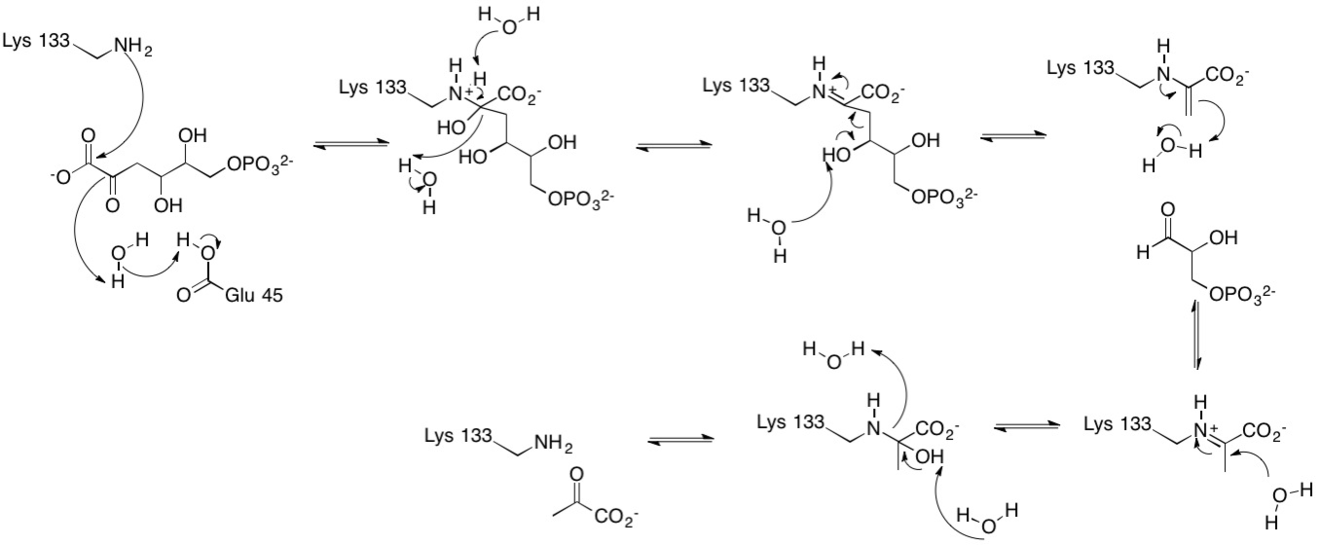 Lys 133 NH2
O
-O
O
OH
OH
OPO3 2-
H
O
H
H
O
O
Glu 45
H
O
H
Lys 133
H
N
+
H
CO2-
HO
HO
OH
OPO3 2-
H
O
H
Lys 133
H
N
+
CO2-
HO
OH
OPO3 2-
H
O
H
Lys 133
H
N
CO2-
H
O
H
O
H
OH
OPO3 2-
Lys 133
H
N
+
CO2-
O
H
H
H
O
H
Lys 133
H
N
CO2-
OH
H
O
H
Lys 133
NH2
O
CO2-